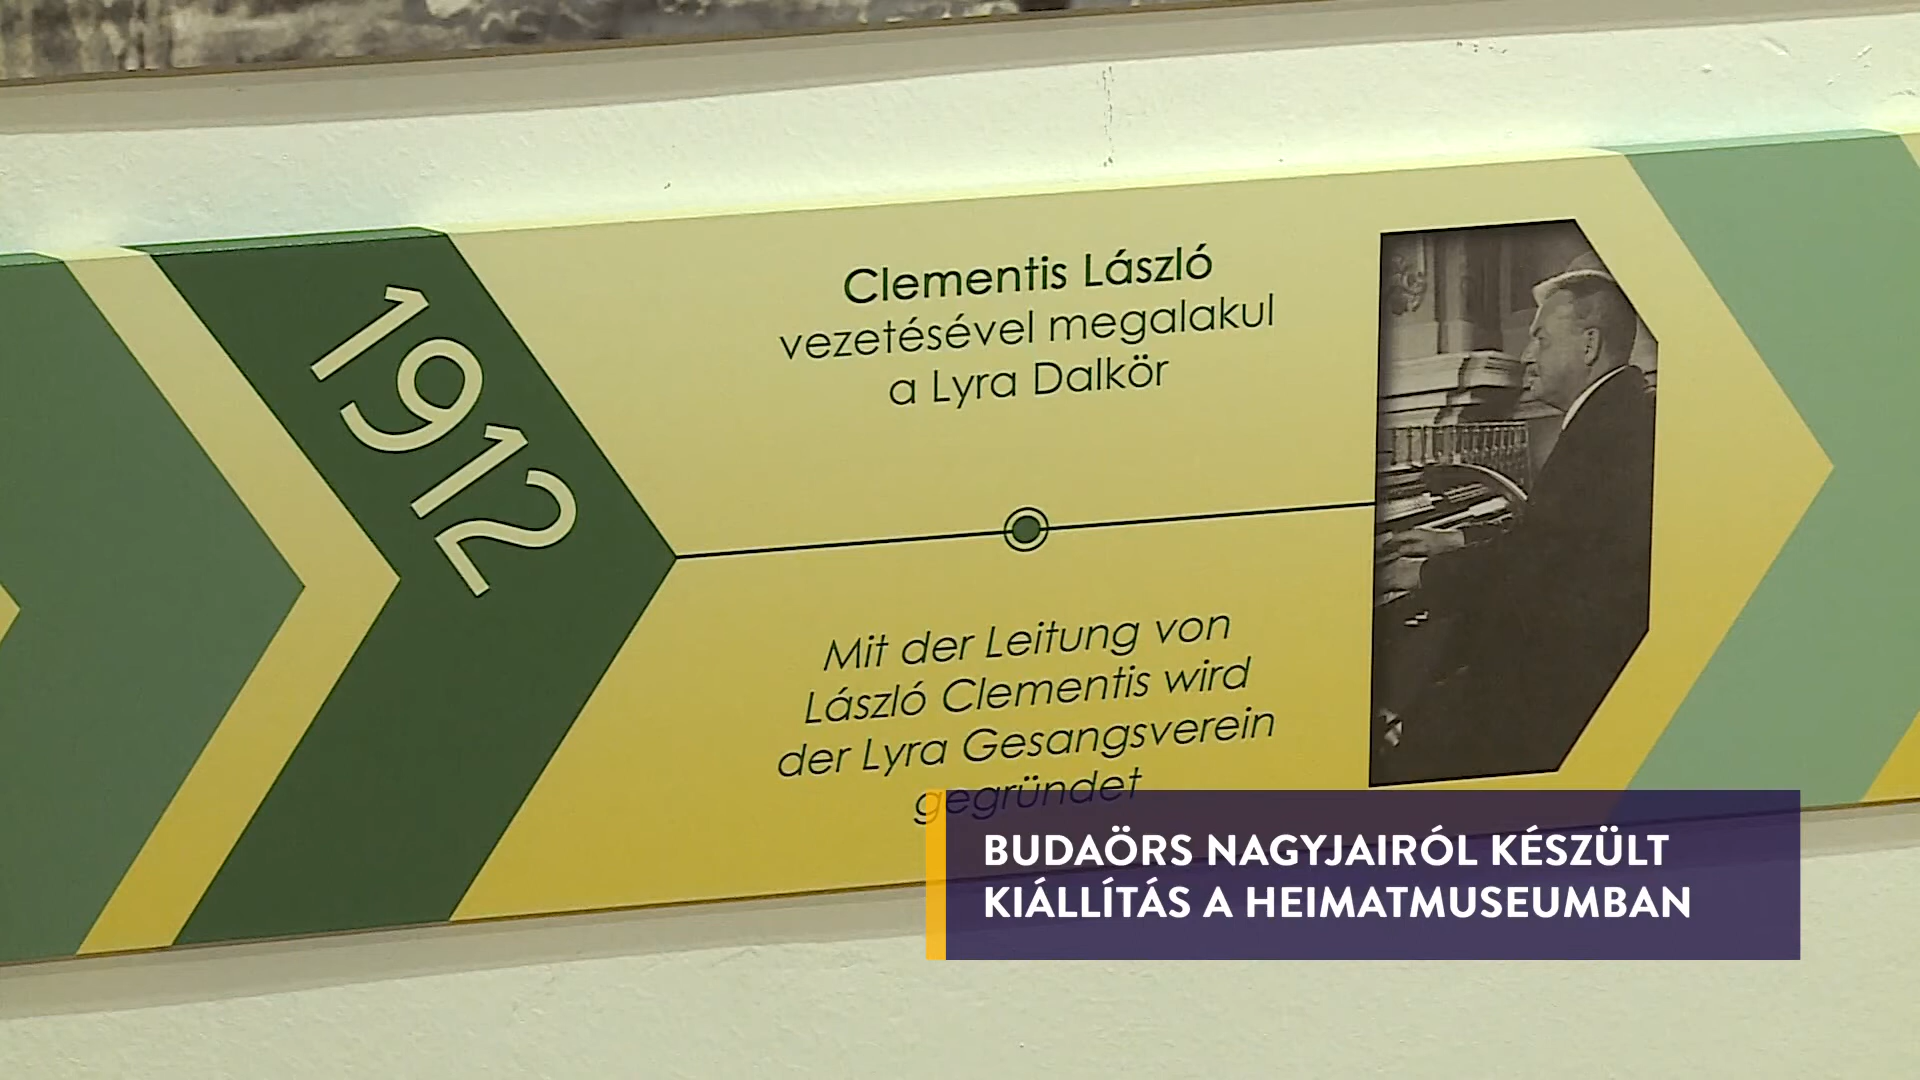 1912
Clementis László
vezetésével megalakul
a Lyra Dalkör
Mit der Leitung von
László Clementis wird
der Lyra Gesangsverein
gegründet
BUDAÖRS NAGYJAIRÓL KÉSZÜLT
KIÁLLÍTÁS A HEIMATMUSEUMBAN